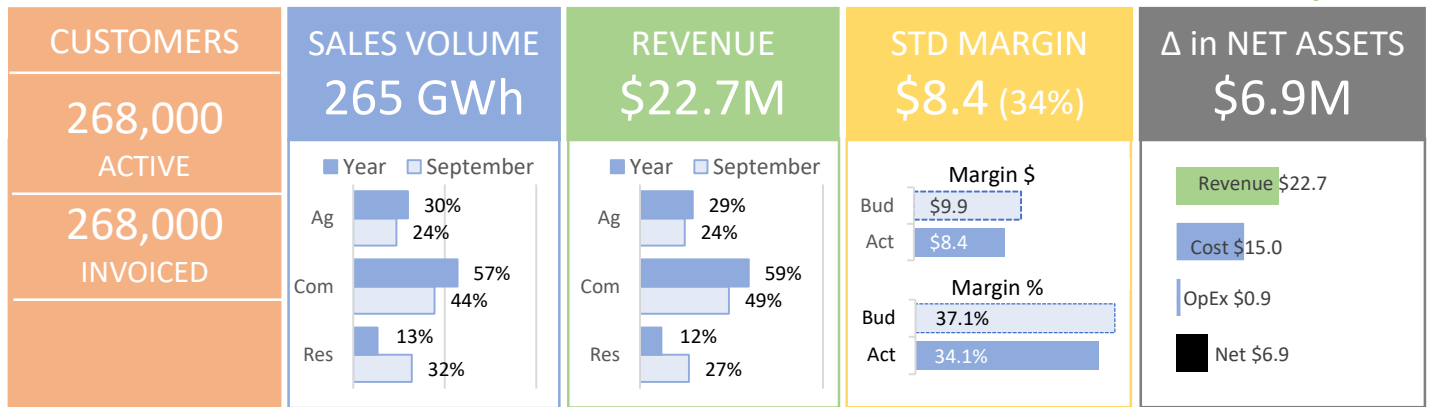 CUSTOMERS
268,000
ACTIVE
268,000
INVOICED
SALES VOLUME
265 GWh
Year September
Ag 30%
24%
Com 57%
44%
Res 13%
32%
REVENUE
$22.7M
Year September
Ag 29%
24%
Com 59%
49%
Res 12%
27%
STD MARGIN
$8.4 (34%)
Margin $
Bud $9.9
Act $8.4
Margin %
Bud 37.1%
Act 34.1%
Δ in NET ASSETS
$6.9M
Revenue $22.7
Cost $15.0
OpEx $0.9
Net $6.9